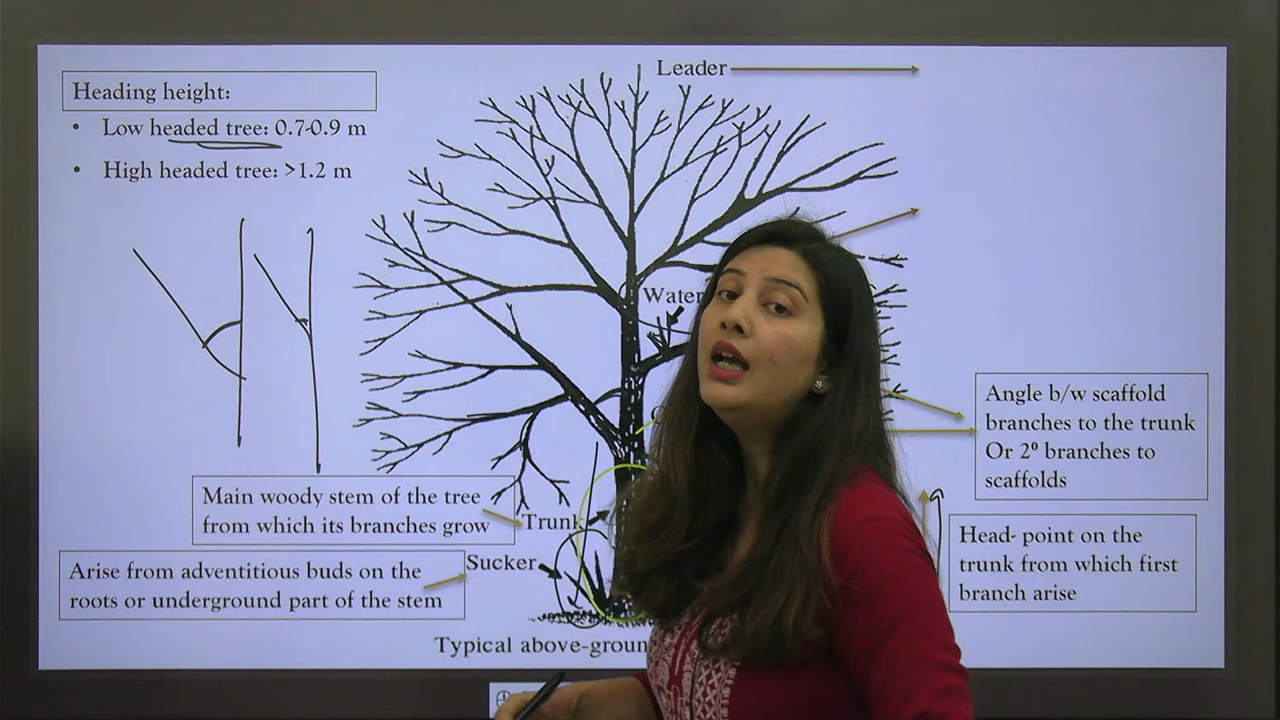 Leader
Heading height:
• Low headed tree: 0.7-0.9 m
• High headed tree: >1.2 m
Water
Angle b/w scaffold
branches to the trunk
Or 2⁰ branches to
scaffolds
Main woody stem of the tree
from which its branches grow
Trunk
Head- point on the
trunk from which first
branch arise
Sucker
Arise from adventitious buds on the
roots or underground part of the stem
Typical above-groun